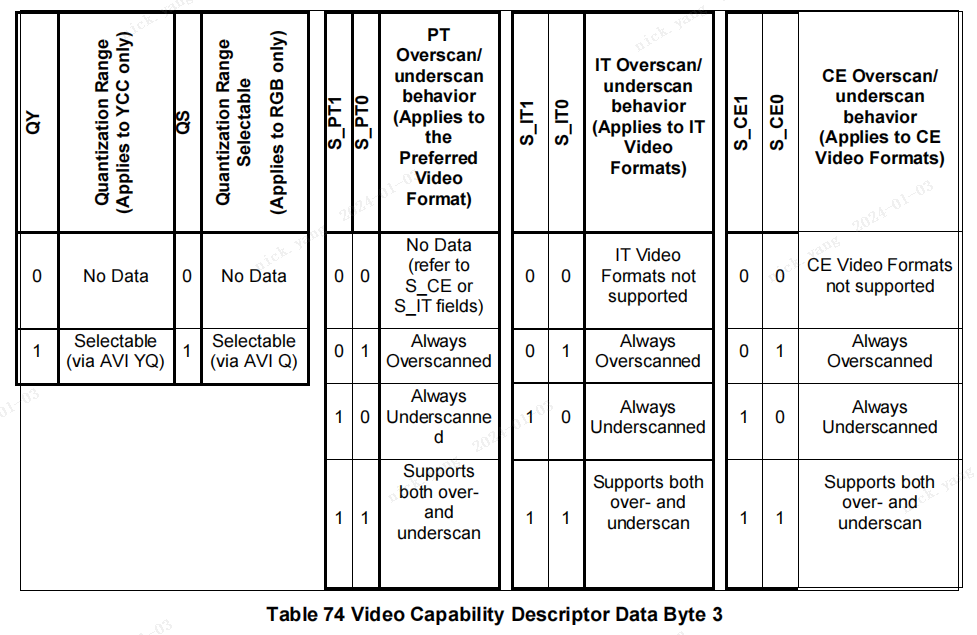 QY
Quantization Range
(Applies to YCC only)
QS
Quantization Range
Selectable
(Applies to RGB only)
S_PT1
S_PT0
PT
Overscan/
underscan
behavior
(Applies to
the
Preferred
Video
Format)
S_IT1
S_IT0
IT Overscan/
underscan
behavior
(Applies to IT
Video
Formats)
S_CE1
S_CE0
CE Overscan/
underscan
behavior
(Applies to CE
Video Formats)
0
No Data
0
No Data
0 0
No Data
(refer to
S_CE or
S_IT fields)
0 0
IT Video
Formats not
supported
0 0
CE Video Formats
not supported
1
Selectable
(via AVI YQ)
1
Selectable
(via AVI Q)
0 1
Always
Overscanned
0 1
Always
Overscanned
0 1
Always
Overscanned
1 0
Always
Underscanne
d
1 0
Always
Underscanned
1 0
Always
Underscanned
1 1
Supports
both over-
and
underscan
1 1
Supports both
over- and
underscan
1 1
Supports both
over- and
underscan
Table 74 Video Capability Descriptor Data Byte 3
nick.yang 2024-01-03